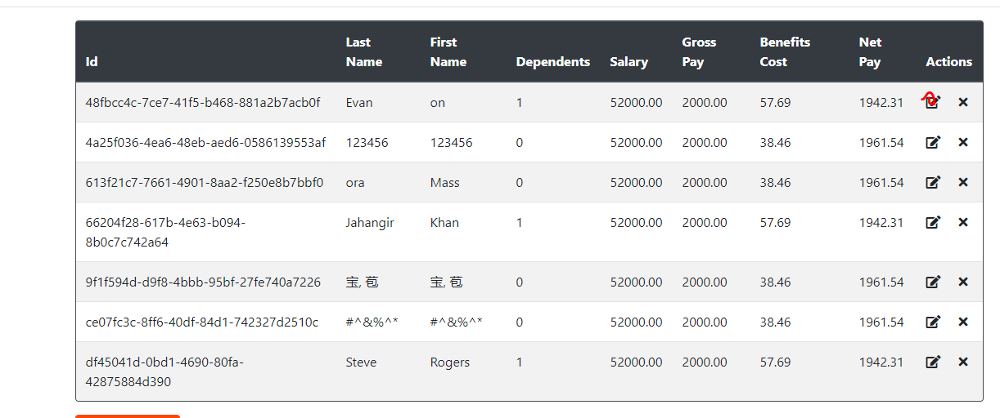 Id Last Name First Name Dependents Salary Gross Pay Benefits Cost Net Pay Actions
48fbcc4c-7ce7-41f5-b468-881a2b7acb0f Evan on 1 52000.00 2000.00 57.69 1942.31
4a25f036-4ea6-48eb-aed6-0586139553af 123456 123456 0 52000.00 2000.00 38.46 1961.54
613f21c7-7661-4901-8aa2-f250e8b7bbf0 ora Mass 0 52000.00 2000.00 38.46 1961.54
66204f28-617b-4e63-b094-8b0c7c742a64 Jahangir Khan 1 52000.00 2000.00 57.69 1942.31
9f1f594d-d9f8-4bbb-95bf-27fe740a7226 宝, 苞 宝, 苞 0 52000.00 2000.00 38.46 1961.54
ce07fc3c-8ff6-40df-84d1-742327d2510c #^&%^* #^&%^* 0 52000.00 2000.00 38.46 1961.54
df45041d-0bd1-4690-80fa-42875884d390 Steve Rogers 1 52000.00 2000.00 57.69 1942.31